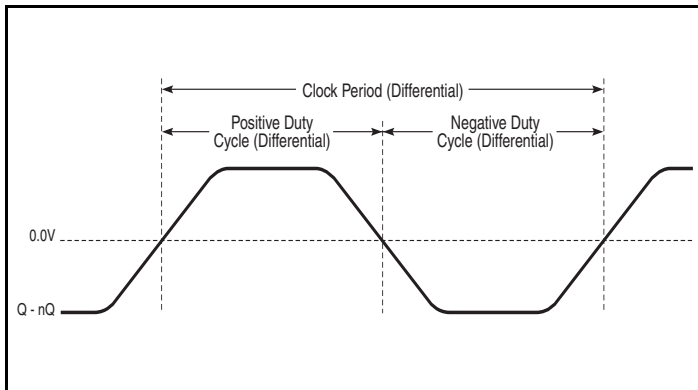 Clock Period (Differential)
Positive Duty
Cycle (Differential)
Negative Duty
Cycle (Differential)
0.0V
Q - nQ